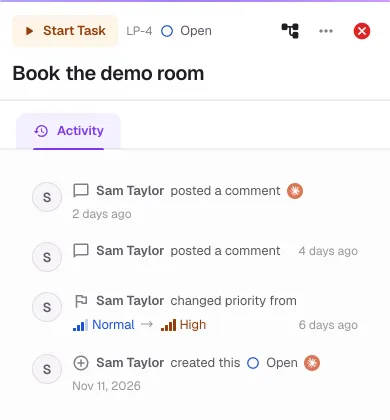 Start Task LP-4 Open
Book the demo room
Activity
S Sam Taylor posted a comment
2 days ago
S Sam Taylor posted a comment 4 days ago
S Sam Taylor changed priority from
Normal → High 6 days ago
S Sam Taylor created this Open
Nov 11, 2026